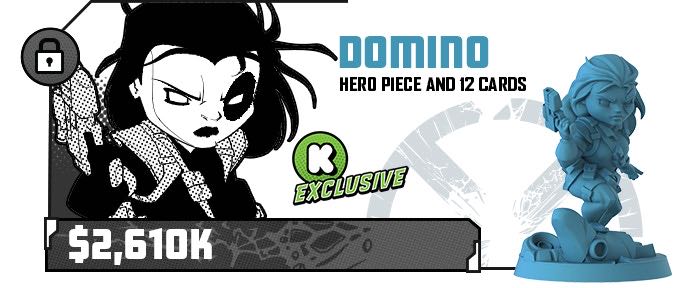 DOMINO
HERO PIECE AND 12 CARDS
K
EXCLUSIVE
$2,610K